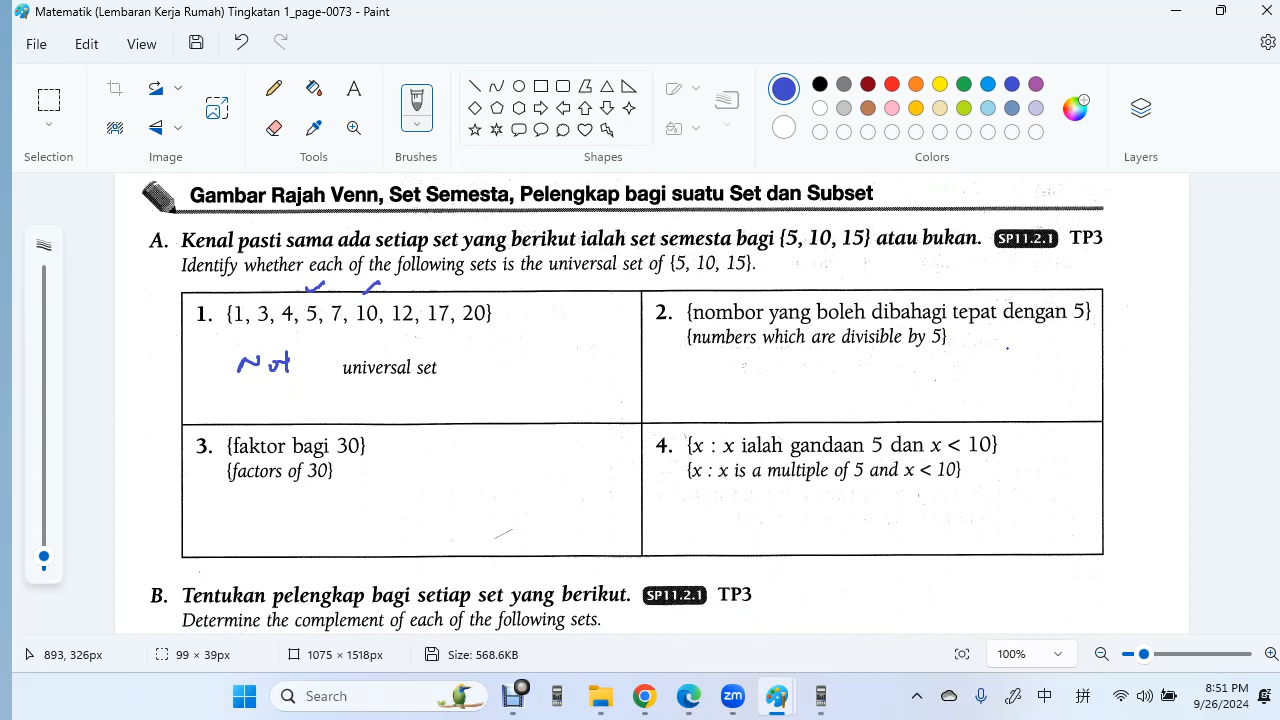 Matematik (Lembaran Kerja Rumah) Tingkatan 1_page-0073 - Paint
File Edit View
Selection Image Tools Brushes Shapes Colors Layers
Gambar Rajah Venn, Set Semesta, Pelengkap bagi suatu Set dan Subset
A. Kenal pasti sama ada setiap set yang berikut ialah set semesta bagi {5, 10, 15} atau bukan. SP11.2.1 TP3
Identify whether each of the following sets is the universal set of {5, 10, 15}.
1. {1, 3, 4, 5, 7, 10, 12, 17, 20}
Not universal set
2. {nombor yang boleh dibahagi tepat dengan 5}
{numbers which are divisible by 5}
3. {faktor bagi 30}
{factors of 30}
4. {x : x ialah gandaan 5 dan x < 10}
{x : x is a multiple of 5 and x < 10}
B. Tentukan pelengkap bagi setiap set yang berikut. SP11.2.1 TP3
Determine the complement of each of the following sets.
893, 326px 99 × 39px 1075 × 1518px Size: 568.6KB 100%
Search zm 中 拼 8:51 PM
9/26/2024